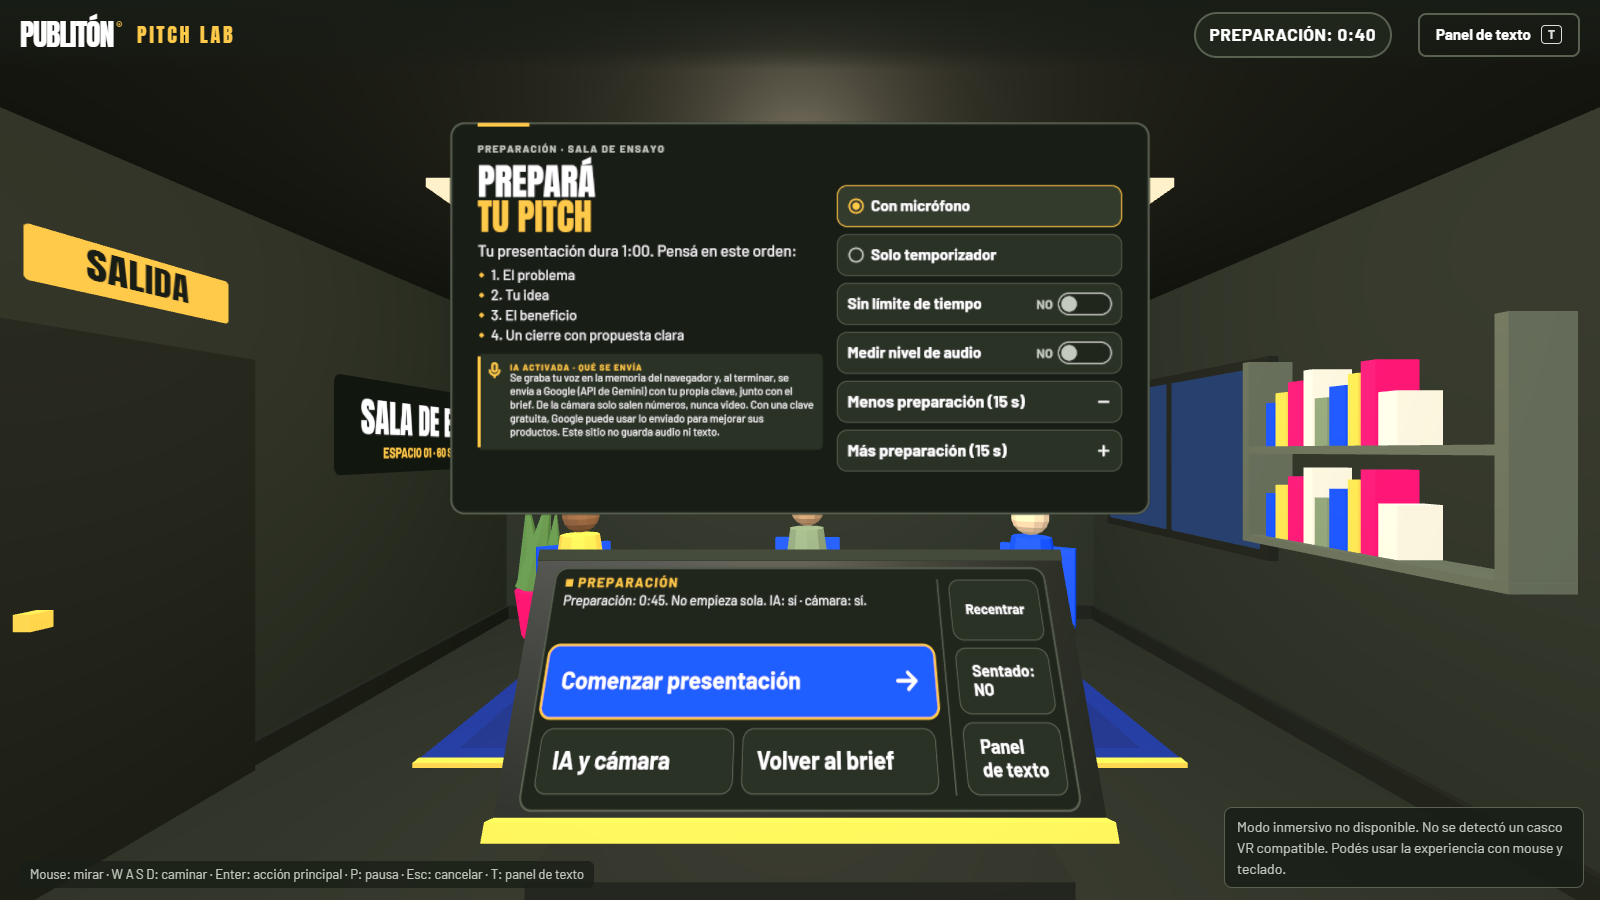 PUBLITÓN PITCH LAB
PREPARACIÓN: 0:40
Panel de texto T
SALIDA
SALA DE E
ESPACIO 01 · 60 S
PREPARACIÓN · SALA DE ENSAYO
PREPARÁ
TU PITCH
Tu presentación dura 1:00. Pensá en este orden:
1. El problema
2. Tu idea
3. El beneficio
4. Un cierre con propuesta clara
IA ACTIVADA · QUÉ SE ENVÍA
Se graba tu voz en la memoria del navegador y, al terminar, se
envía a Google (API de Gemini) con tu propia clave, junto con el
brief. De la cámara solo salen números, nunca video. Con una clave
gratuita, Google puede usar lo enviado para mejorar sus
productos. Este sitio no guarda audio ni texto.
Con micrófono
Solo temporizador
Sin límite de tiempo NO
Medir nivel de audio NO
Menos preparación (15 s) −
Más preparación (15 s) +
PREPARACIÓN
Preparación: 0:45. No empieza sola. IA: sí · cámara: sí.
Comenzar presentación →
IA y cámara
Volver al brief
Recentrar
Sentado:
NO
Panel
de texto
Mouse: mirar · W A S D: caminar · Enter: acción principal · P: pausa · Esc: cancelar · T: panel de texto
Modo inmersivo no disponible. No se detectó un casco
VR compatible. Podés usar la experiencia con mouse y
teclado.